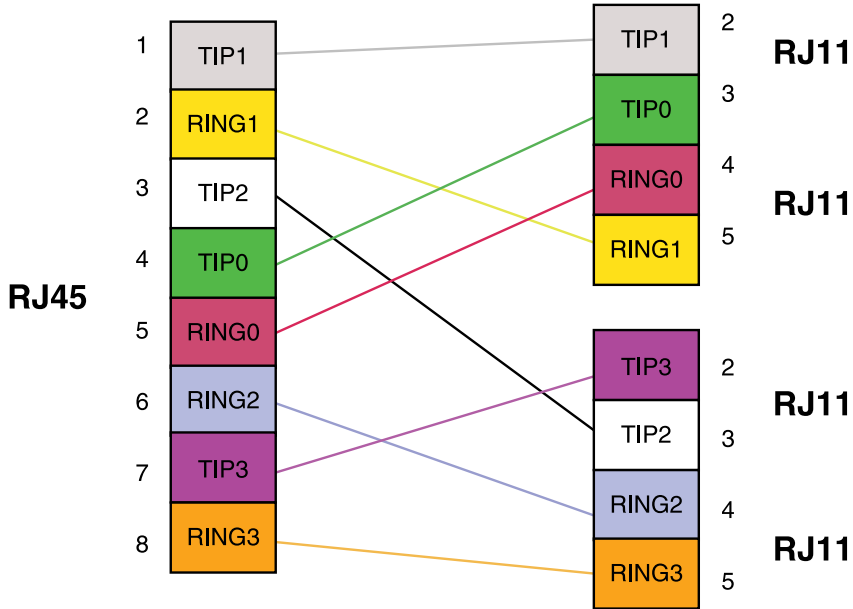 RJ45
1 TIP1
2 RING1
3 TIP2
4 TIP0
5 RING0
6 RING2
7 TIP3
8 RING3
TIP1 2 RJ11
TIP0 3
RING0 4 RJ11
RING1 5
TIP3 2 RJ11
TIP2 3
RING2 4
RING3 5 RJ11